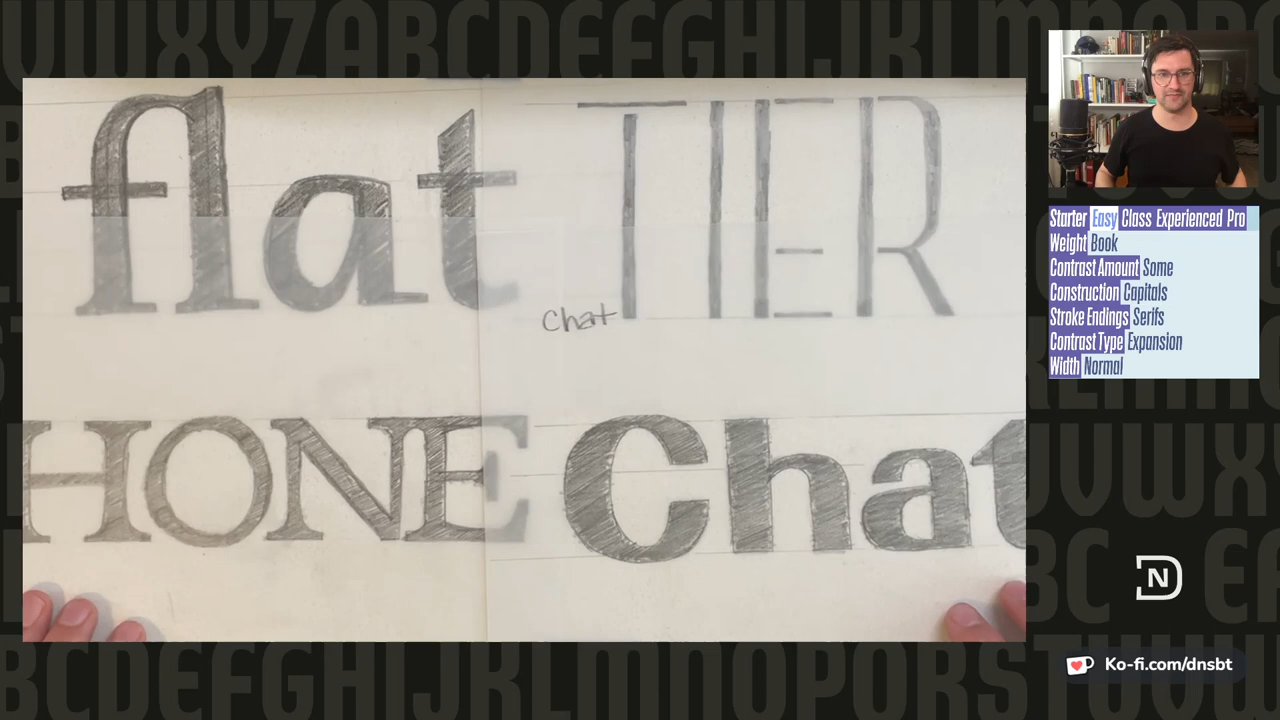 flat
TIER
chat
HONE
Chat
Starter Easy Class Experienced Pro
Weight Book
Contrast Amount Some
Construction Capitals
Stroke Endings Serifs
Contrast Type Expansion
Width Normal
DN
Ko-fi.com/dnsbt